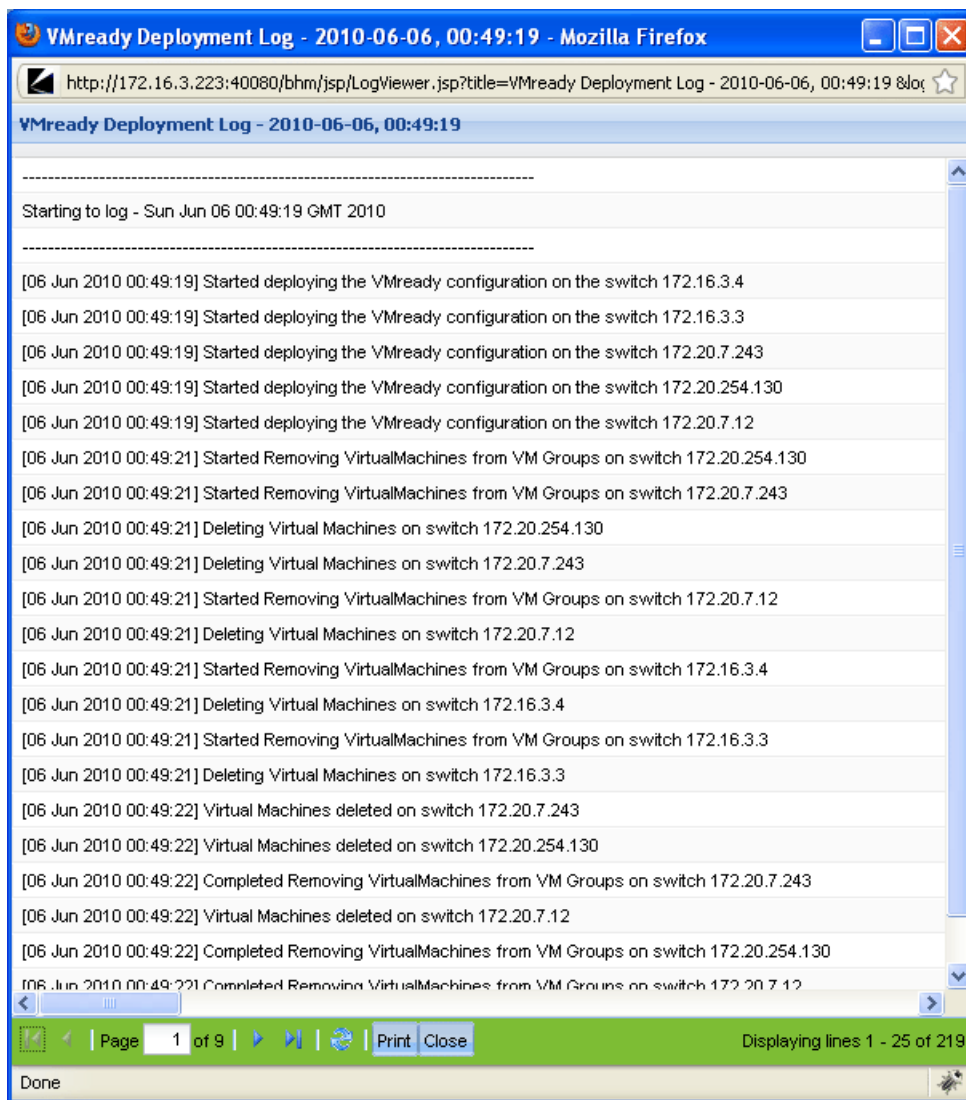 VMready Deployment Log - 2010-06-06, 00:49:19 - Mozilla Firefox
http://172.16.3.223:40080/bhm/jsp/LogViewer.jsp?title=VMready Deployment Log - 2010-06-06, 00:49:19 &log
VMready Deployment Log - 2010-06-06, 00:49:19
--------------------------------------------------------------------------------
Starting to log - Sun Jun 06 00:49:19 GMT 2010
--------------------------------------------------------------------------------
[06 Jun 2010 00:49:19] Started deploying the VMready configuration on the switch 172.16.3.4
[06 Jun 2010 00:49:19] Started deploying the VMready configuration on the switch 172.16.3.3
[06 Jun 2010 00:49:19] Started deploying the VMready configuration on the switch 172.20.7.243
[06 Jun 2010 00:49:19] Started deploying the VMready configuration on the switch 172.20.254.130
[06 Jun 2010 00:49:19] Started deploying the VMready configuration on the switch 172.20.7.12
[06 Jun 2010 00:49:21] Started Removing VirtualMachines from VM Groups on switch 172.20.254.130
[06 Jun 2010 00:49:21] Started Removing VirtualMachines from VM Groups on switch 172.20.7.243
[06 Jun 2010 00:49:21] Deleting Virtual Machines on switch 172.20.254.130
[06 Jun 2010 00:49:21] Deleting Virtual Machines on switch 172.20.7.243
[06 Jun 2010 00:49:21] Started Removing VirtualMachines from VM Groups on switch 172.20.7.12
[06 Jun 2010 00:49:21] Deleting Virtual Machines on switch 172.20.7.12
[06 Jun 2010 00:49:21] Started Removing VirtualMachines from VM Groups on switch 172.16.3.4
[06 Jun 2010 00:49:21] Deleting Virtual Machines on switch 172.16.3.4
[06 Jun 2010 00:49:21] Started Removing VirtualMachines from VM Groups on switch 172.16.3.3
[06 Jun 2010 00:49:21] Deleting Virtual Machines on switch 172.16.3.3
[06 Jun 2010 00:49:22] Virtual Machines deleted on switch 172.20.7.243
[06 Jun 2010 00:49:22] Virtual Machines deleted on switch 172.20.254.130
[06 Jun 2010 00:49:22] Completed Removing VirtualMachines from VM Groups on switch 172.20.7.243
[06 Jun 2010 00:49:22] Virtual Machines deleted on switch 172.20.7.12
[06 Jun 2010 00:49:22] Completed Removing VirtualMachines from VM Groups on switch 172.20.254.130
[06 Jun 2010 00:49:22] Completed Removing VirtualMachines from VM Groups on switch 172.20.7.12
Page 1 of 9 Print Close Displaying lines 1 - 25 of 219
Done